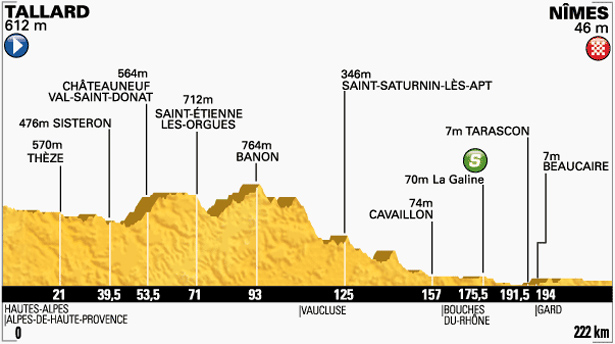 TALLARD
612 m
NÎMES
46 m
564m
CHÂTEAUNEUF
VAL-SAINT-DONAT
476m SISTERON
570m
THÈZE
712m
SAINT-ÉTIENNE
LES-ORGUES
764m
BANON
346m
SAINT-SATURNIN-LÈS-APT
7m TARASCON
S
70m La Galine
7m
BEAUCAIRE
74m
CAVAILLON
21 39,5 53,5 71 93 125 157 175,5 191,5 194
HAUTES-ALPES
ALPES-DE-HAUTE-PROVENCE
VAUCLUSE
BOUCHES
DU-RHÔNE
GARD
0
222 km